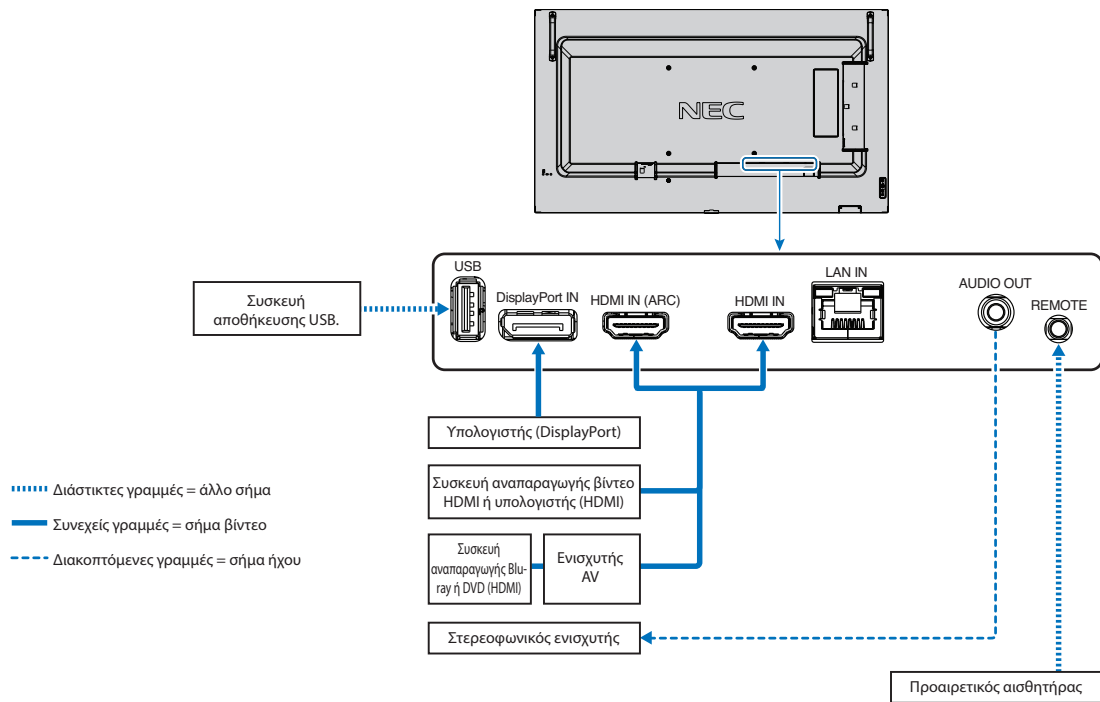 NEC
USB
DisplayPort IN
HDMI IN (ARC)
HDMI IN
LAN IN
AUDIO OUT
REMOTE
Συσκευή
αποθήκευσης USB.
Υπολογιστής (DisplayPort)
Συσκευή αναπαραγωγής βίντεο
HDMI ή υπολογιστής (HDMI)
Συσκευή
αναπαραγωγής Blu-
ray ή DVD (HDMI)
Ενισχυτής
AV
Στερεοφωνικός ενισχυτής
Προαιρετικός αισθητήρας
Διάστικτες γραμμές = άλλο σήμα
Συνεχείς γραμμές = σήμα βίντεο
Διακοπτόμενες γραμμές = σήμα ήχου